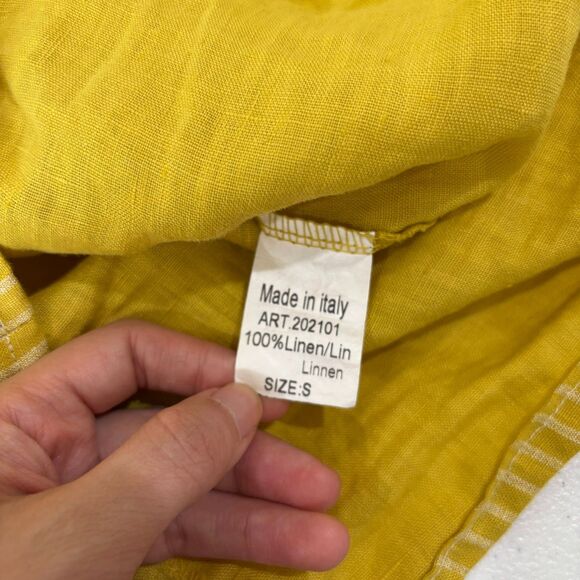 Made in italy
ART.202101
100%Linen/Lin
Linnen
SIZE:S